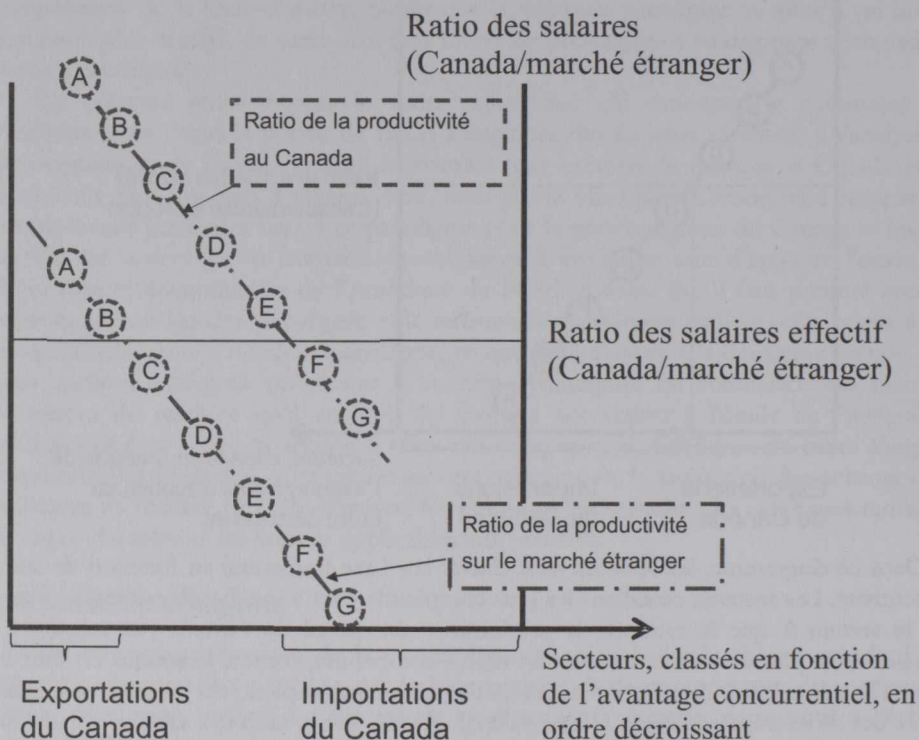 Ratio des salaires
(Canada/marché étranger)
A
B
C
D
E
F
G
Ratio de la productivité
au Canada
A
B
C
D
E
F
G
Ratio des salaires effectif
(Canada/marché étranger)
Ratio de la productivité
sur le marché étranger
Exportations
du Canada
Importations
du Canada
Secteurs, classés en fonction
de l'avantage concurrentiel, en
ordre décroissant